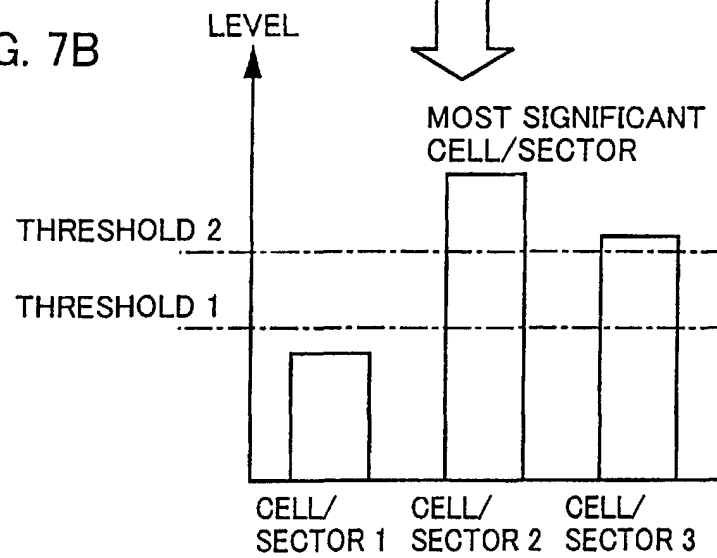 LEVEL
G. 7B
MOST SIGNIFICANT
CELL/SECTOR
THRESHOLD 2
THRESHOLD 1
CELL/
SECTOR 1
CELL/
SECTOR 2
CELL/
SECTOR 3